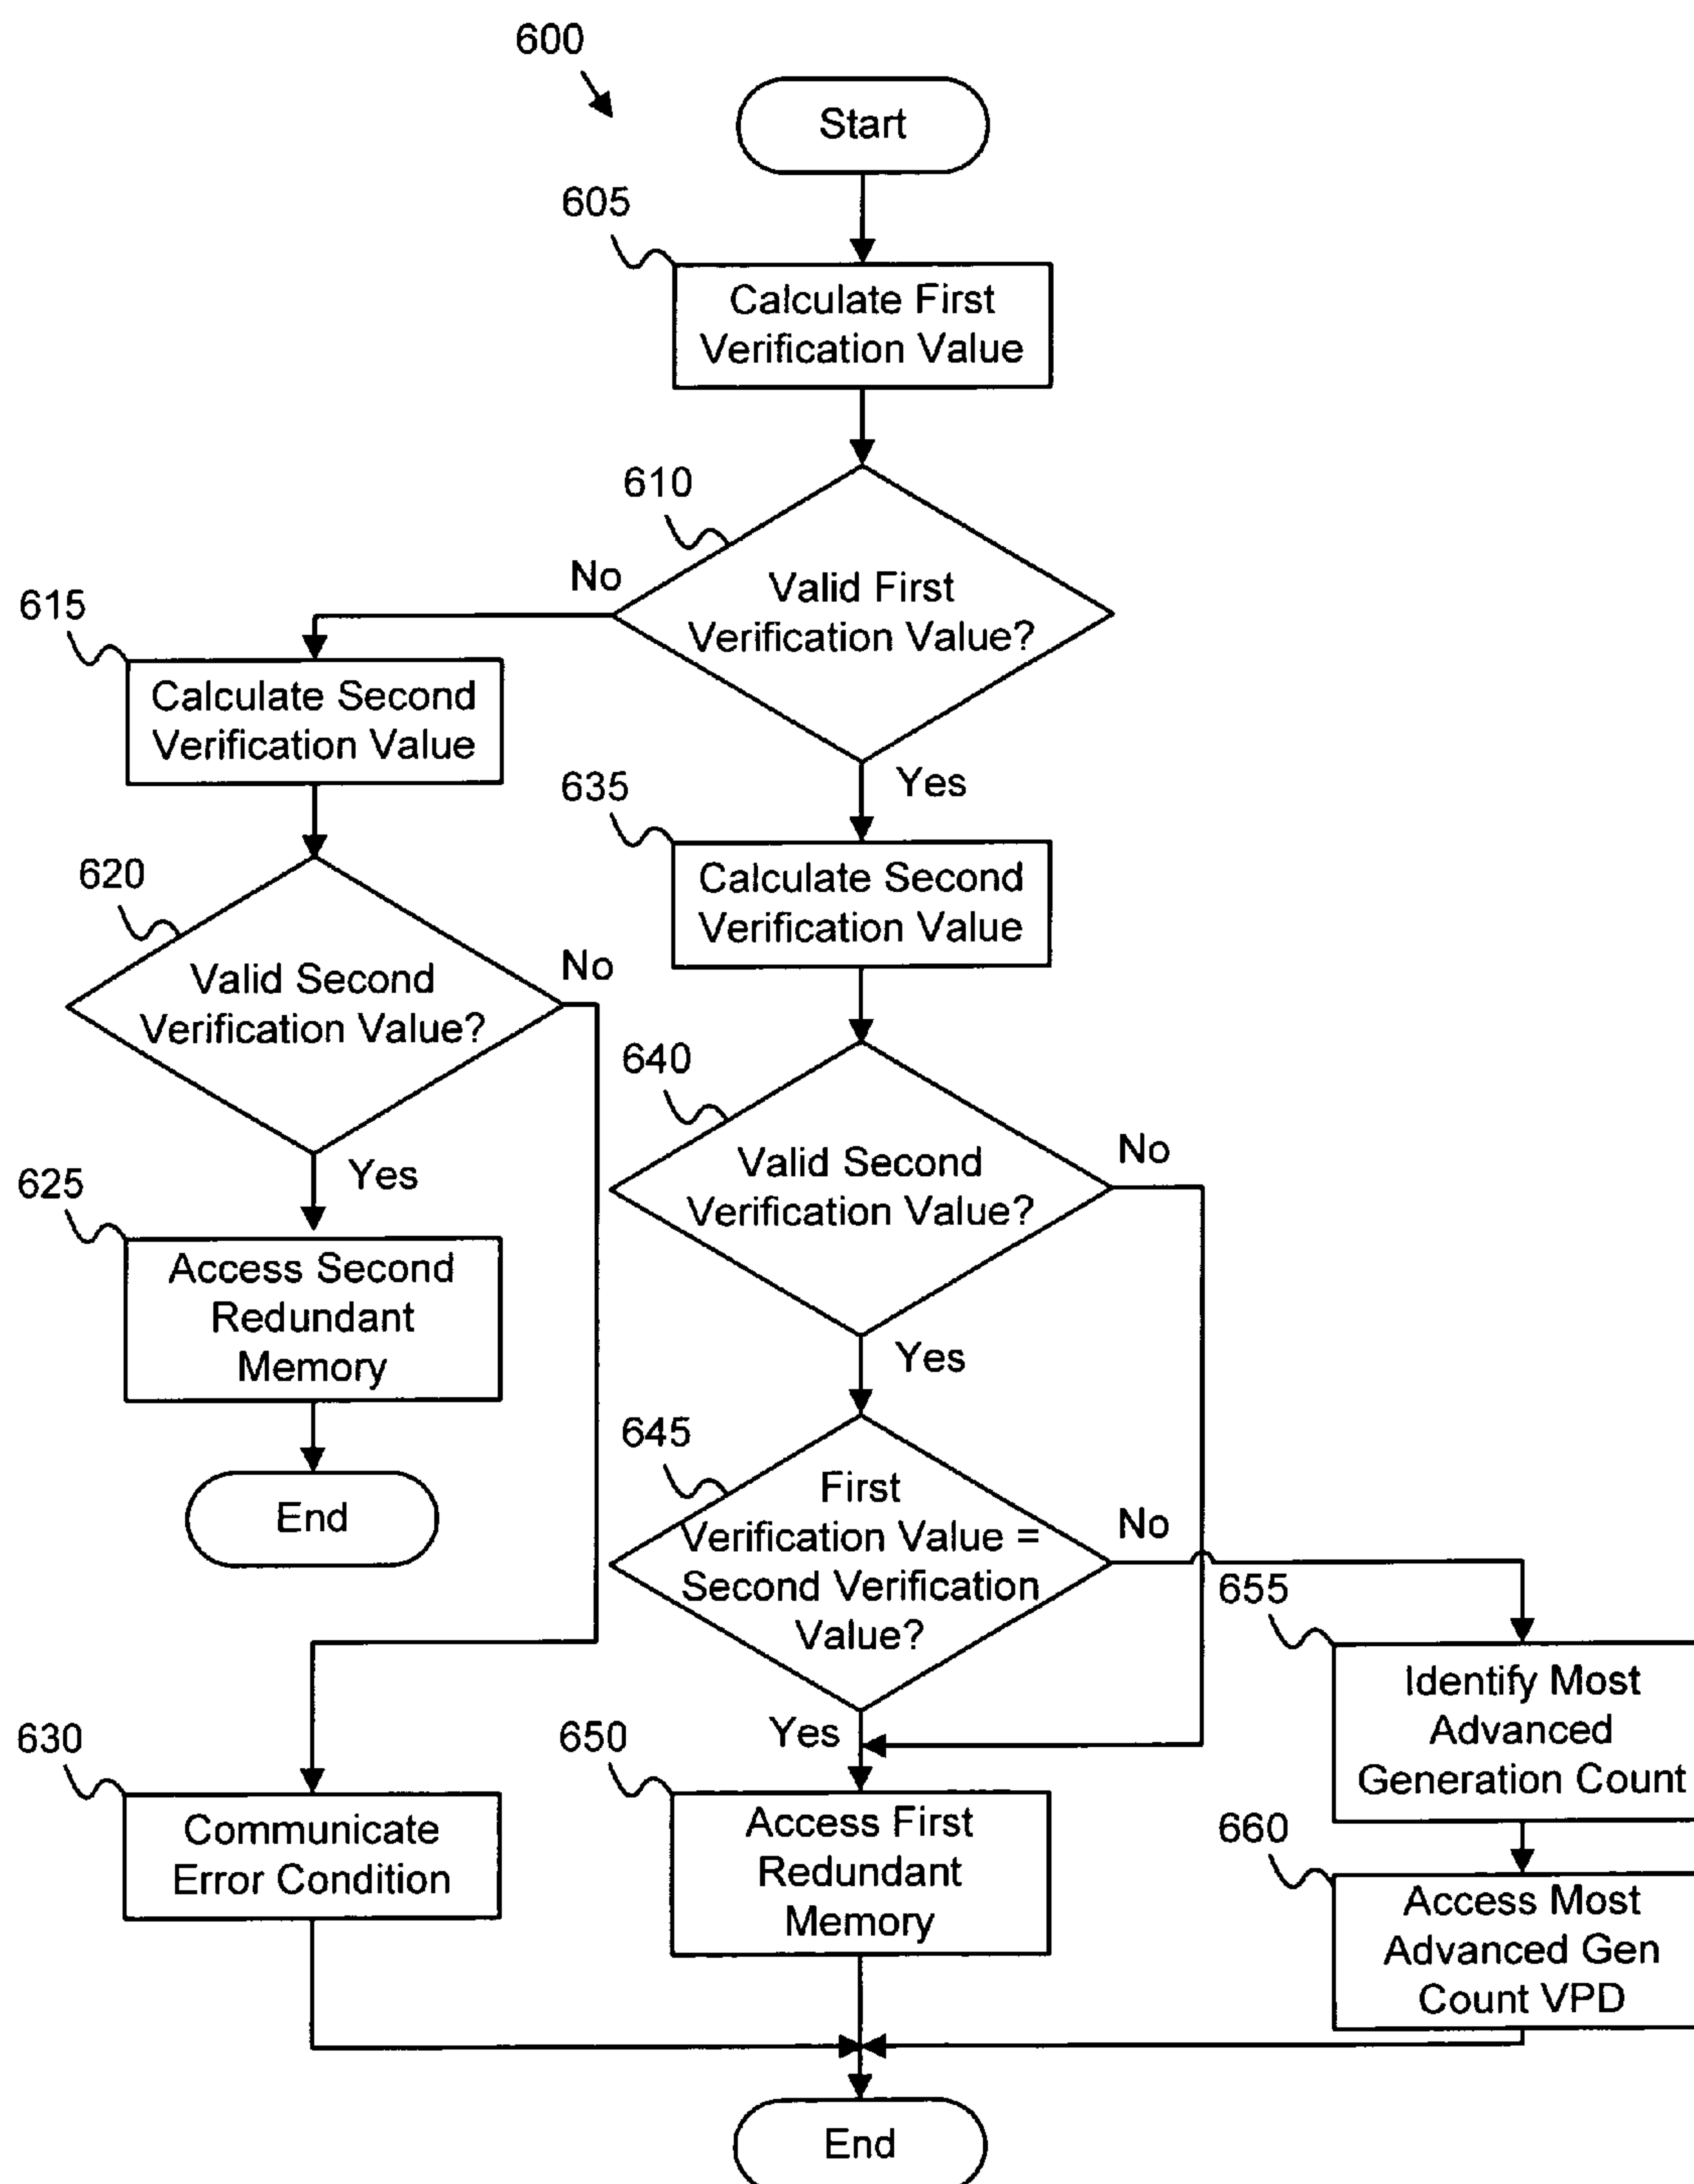 600
Start
605
Calculate First
Verification Value
610
No
Valid First
Verification Value?
615
Calculate Second
Verification Value
Yes
635
Calculate Second
Verification Value
620
No
Valid Second
Verification Value?
640
No
Valid Second
Verification Value?
Yes
625
Access Second
Redundant
Memory
Yes
645
First
Verification Value =
Second Verification
Value?
No
End
655
Identify Most
Advanced
Generation Count
Yes
630
Communicate
Error Condition
650
Access First
Redundant
Memory
660
Access Most
Advanced Gen
Count VPD
End